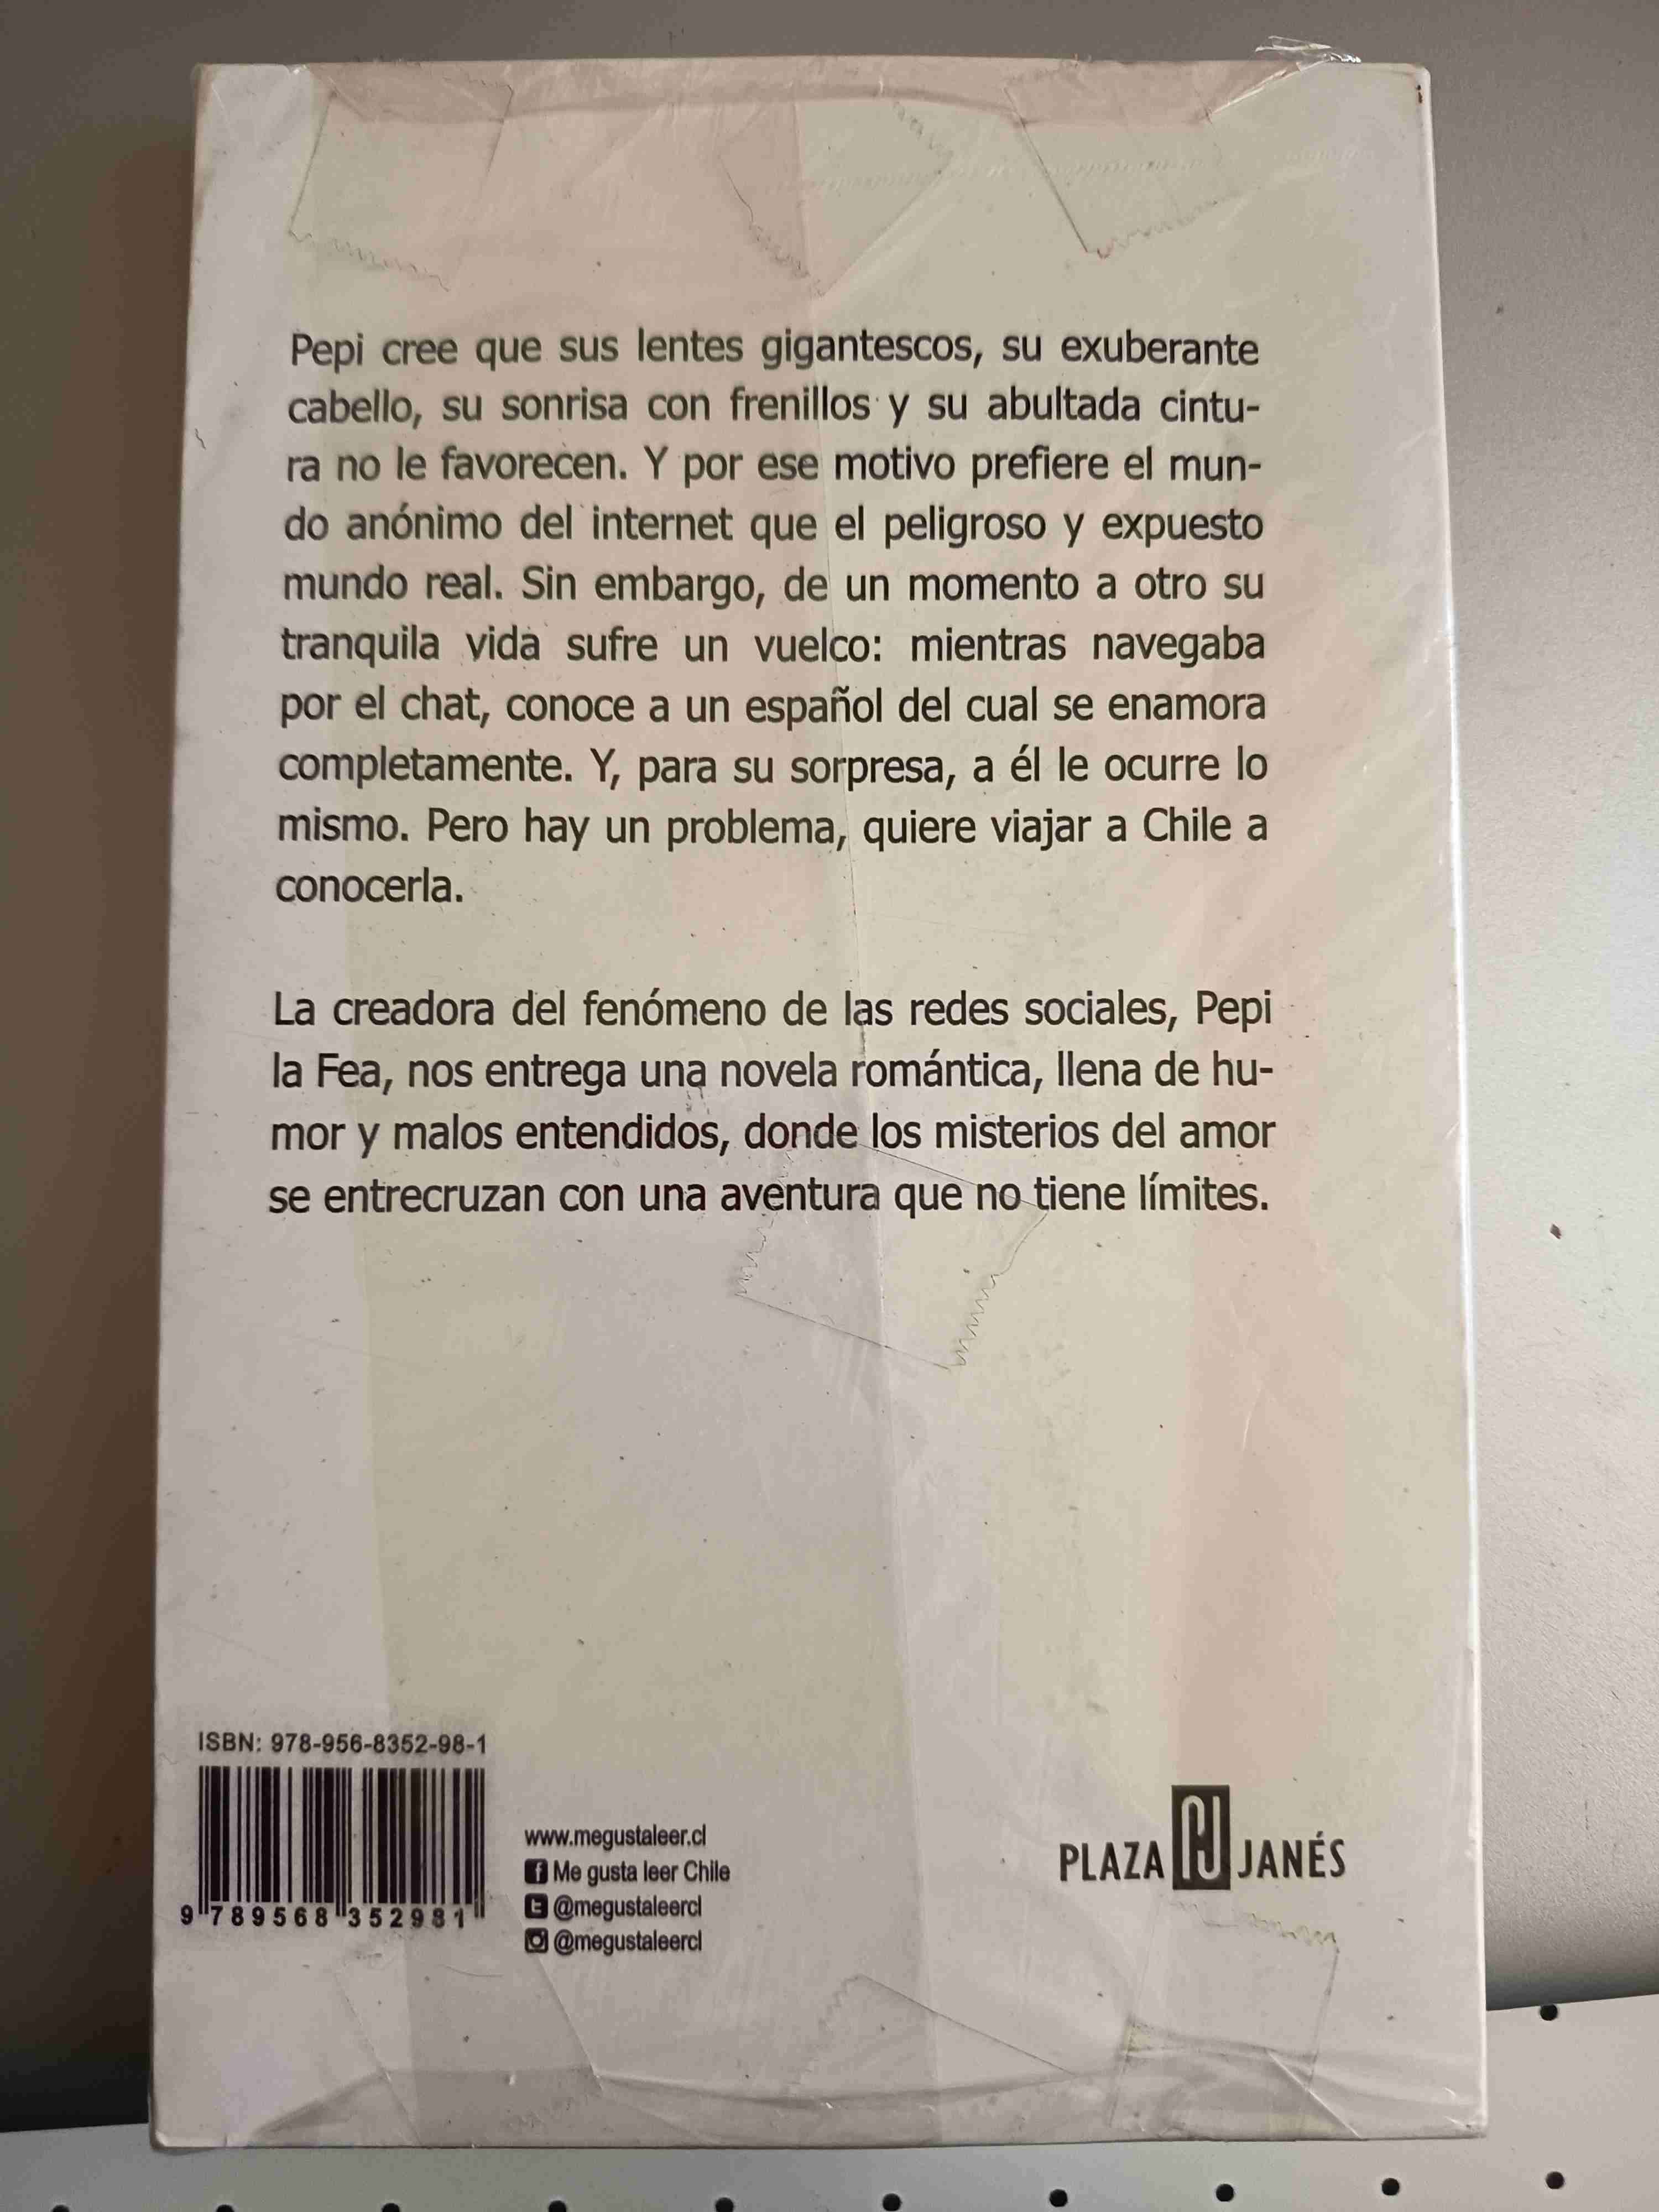 Pepi cree que sus lentes gigantescos, su exuberante
cabello, su sonrisa con frenillos y su abultada cintu-
ra no le favorecen. Y por ese motivo prefiere el mun-
do anónimo del internet que el peligroso y expuesto
mundo real. Sin embargo, de un momento a otro su
tranquila vida sufre un vuelco: mientras navegaba
por el chat, conoce a un español del cual se enamora
completamente. Y, para su sorpresa, a él le ocurre lo
mismo. Pero hay un problema, quiere viajar a Chile a
conocerla.
La creadora del fenómeno de las redes sociales, Pepi
la Fea, nos entrega una novela romántica, llena de hu-
mor y malos entendidos, donde los misterios del amor
se entrecruzan con una aventura que no tiene límites.
ISBN: 978-956-8352-98-1
9 789568 352981
www.megustaleer.cl
Me gusta leer Chile
@megustaleercl
@megustaleercl
PLAZA JANÉS